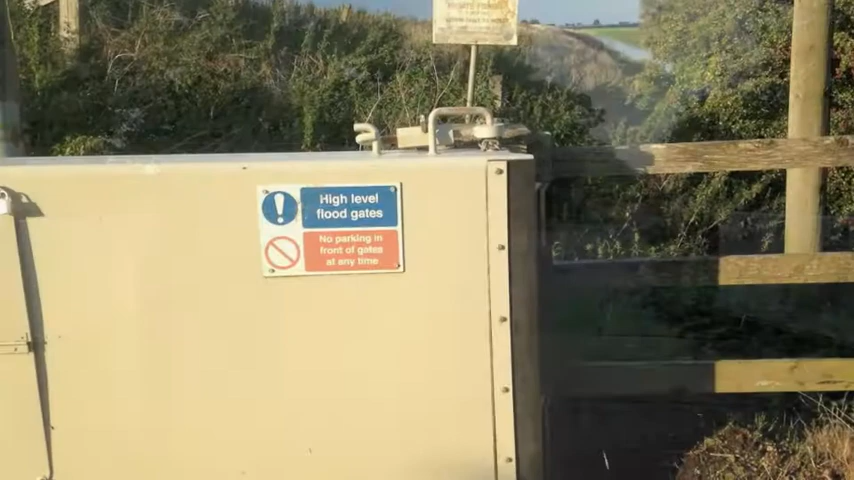 High level
flood gates
No parking in
front of gates
at any time